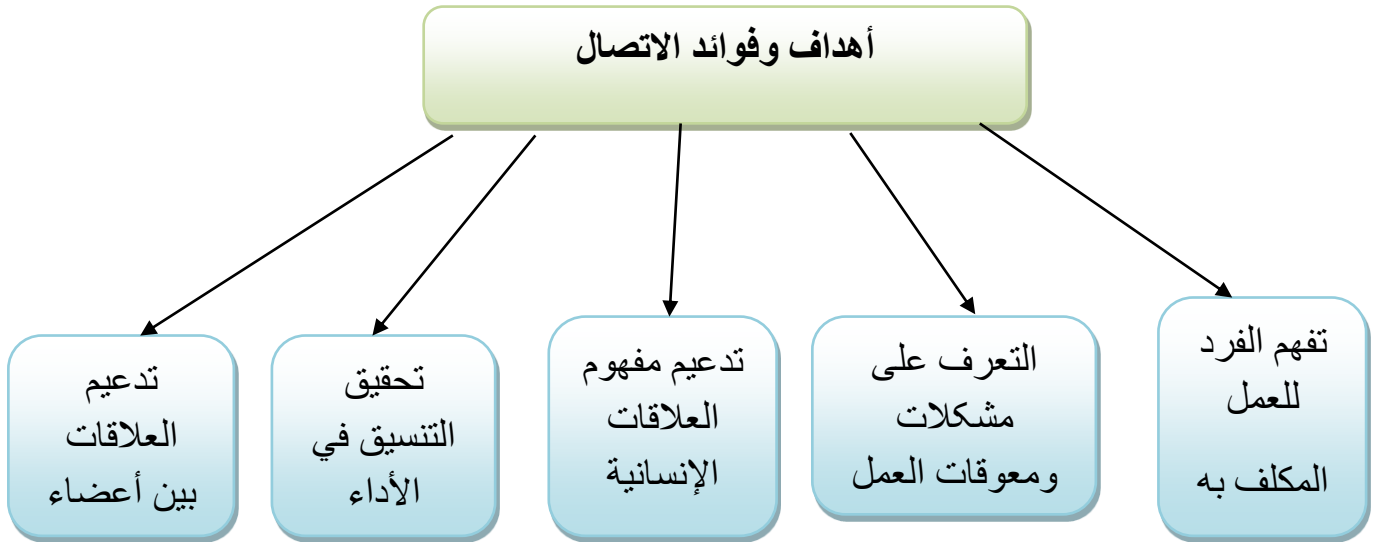 أهداف وفوائد الاتصال
تفهم الفرد
للعمل
المكلف به
التعرف على
مشكلات
ومعوقات العمل
تدعيم مفهوم
العلاقات
الإنسانية
تحقيق
التنسيق في
الأداء
تدعيم
العلاقات
بين أعضاء